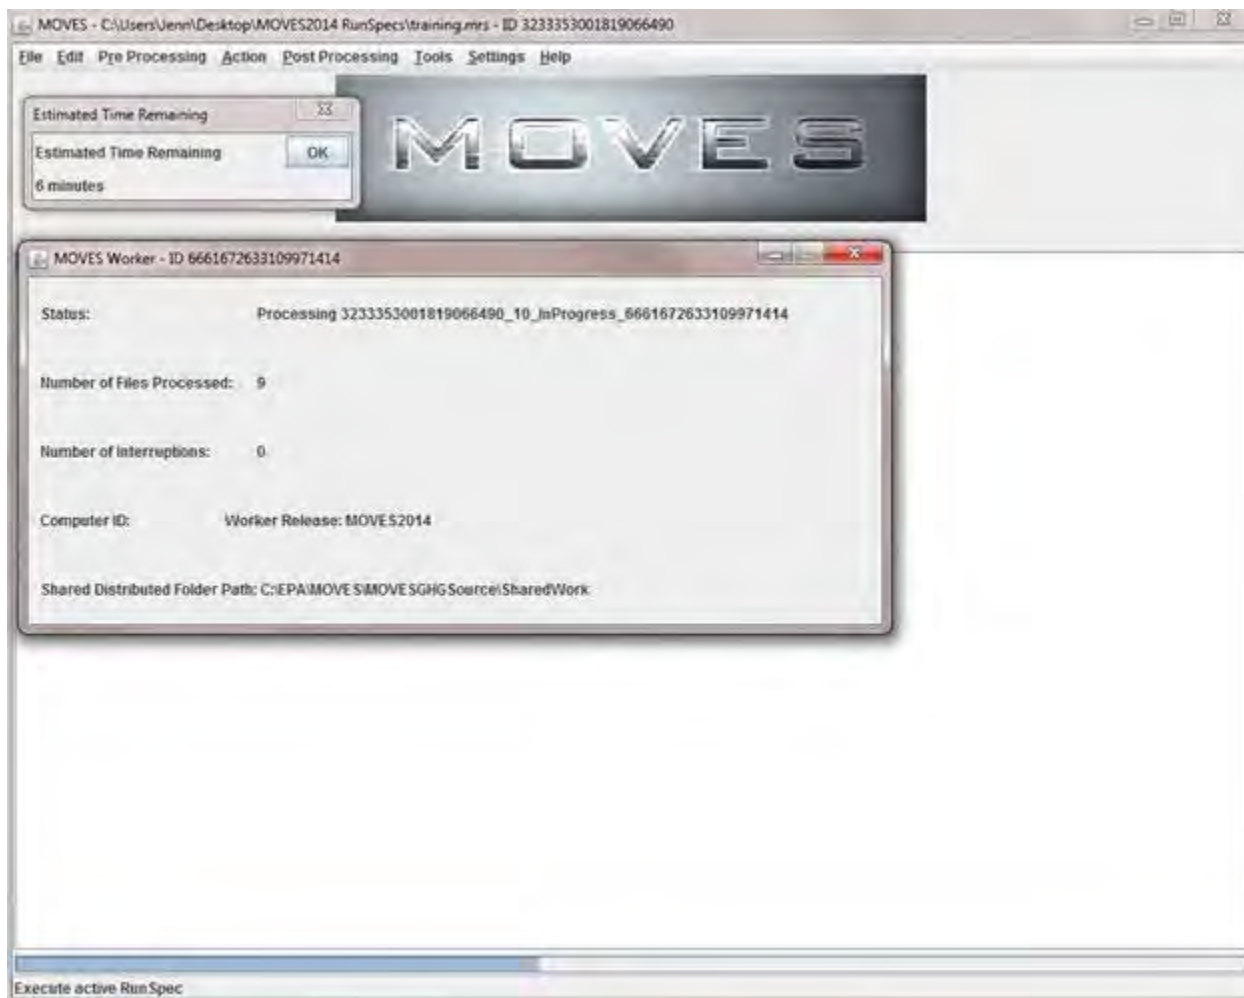 MOVES - C:\Users\Jenn\Desktop\MOVES2014 RunSpecs\training.mrs - ID 3233353001819066490
File Edit Pre Processing Action Post Processing Tools Settings Help
MOVES
Estimated Time Remaining
Estimated Time Remaining OK
6 minutes
MOVES Worker - ID 6661672633109971414
Status: Processing 3233353001819066490_10_InProgress_6661672633109971414
Number of Files Processed: 9
Number of Interruptions: 0
Computer ID: Worker Release: MOVES2014
Shared Distributed Folder Path: C:\EPA\MOVES\MOVESGHGSource\SharedWork
Execute active RunSpec